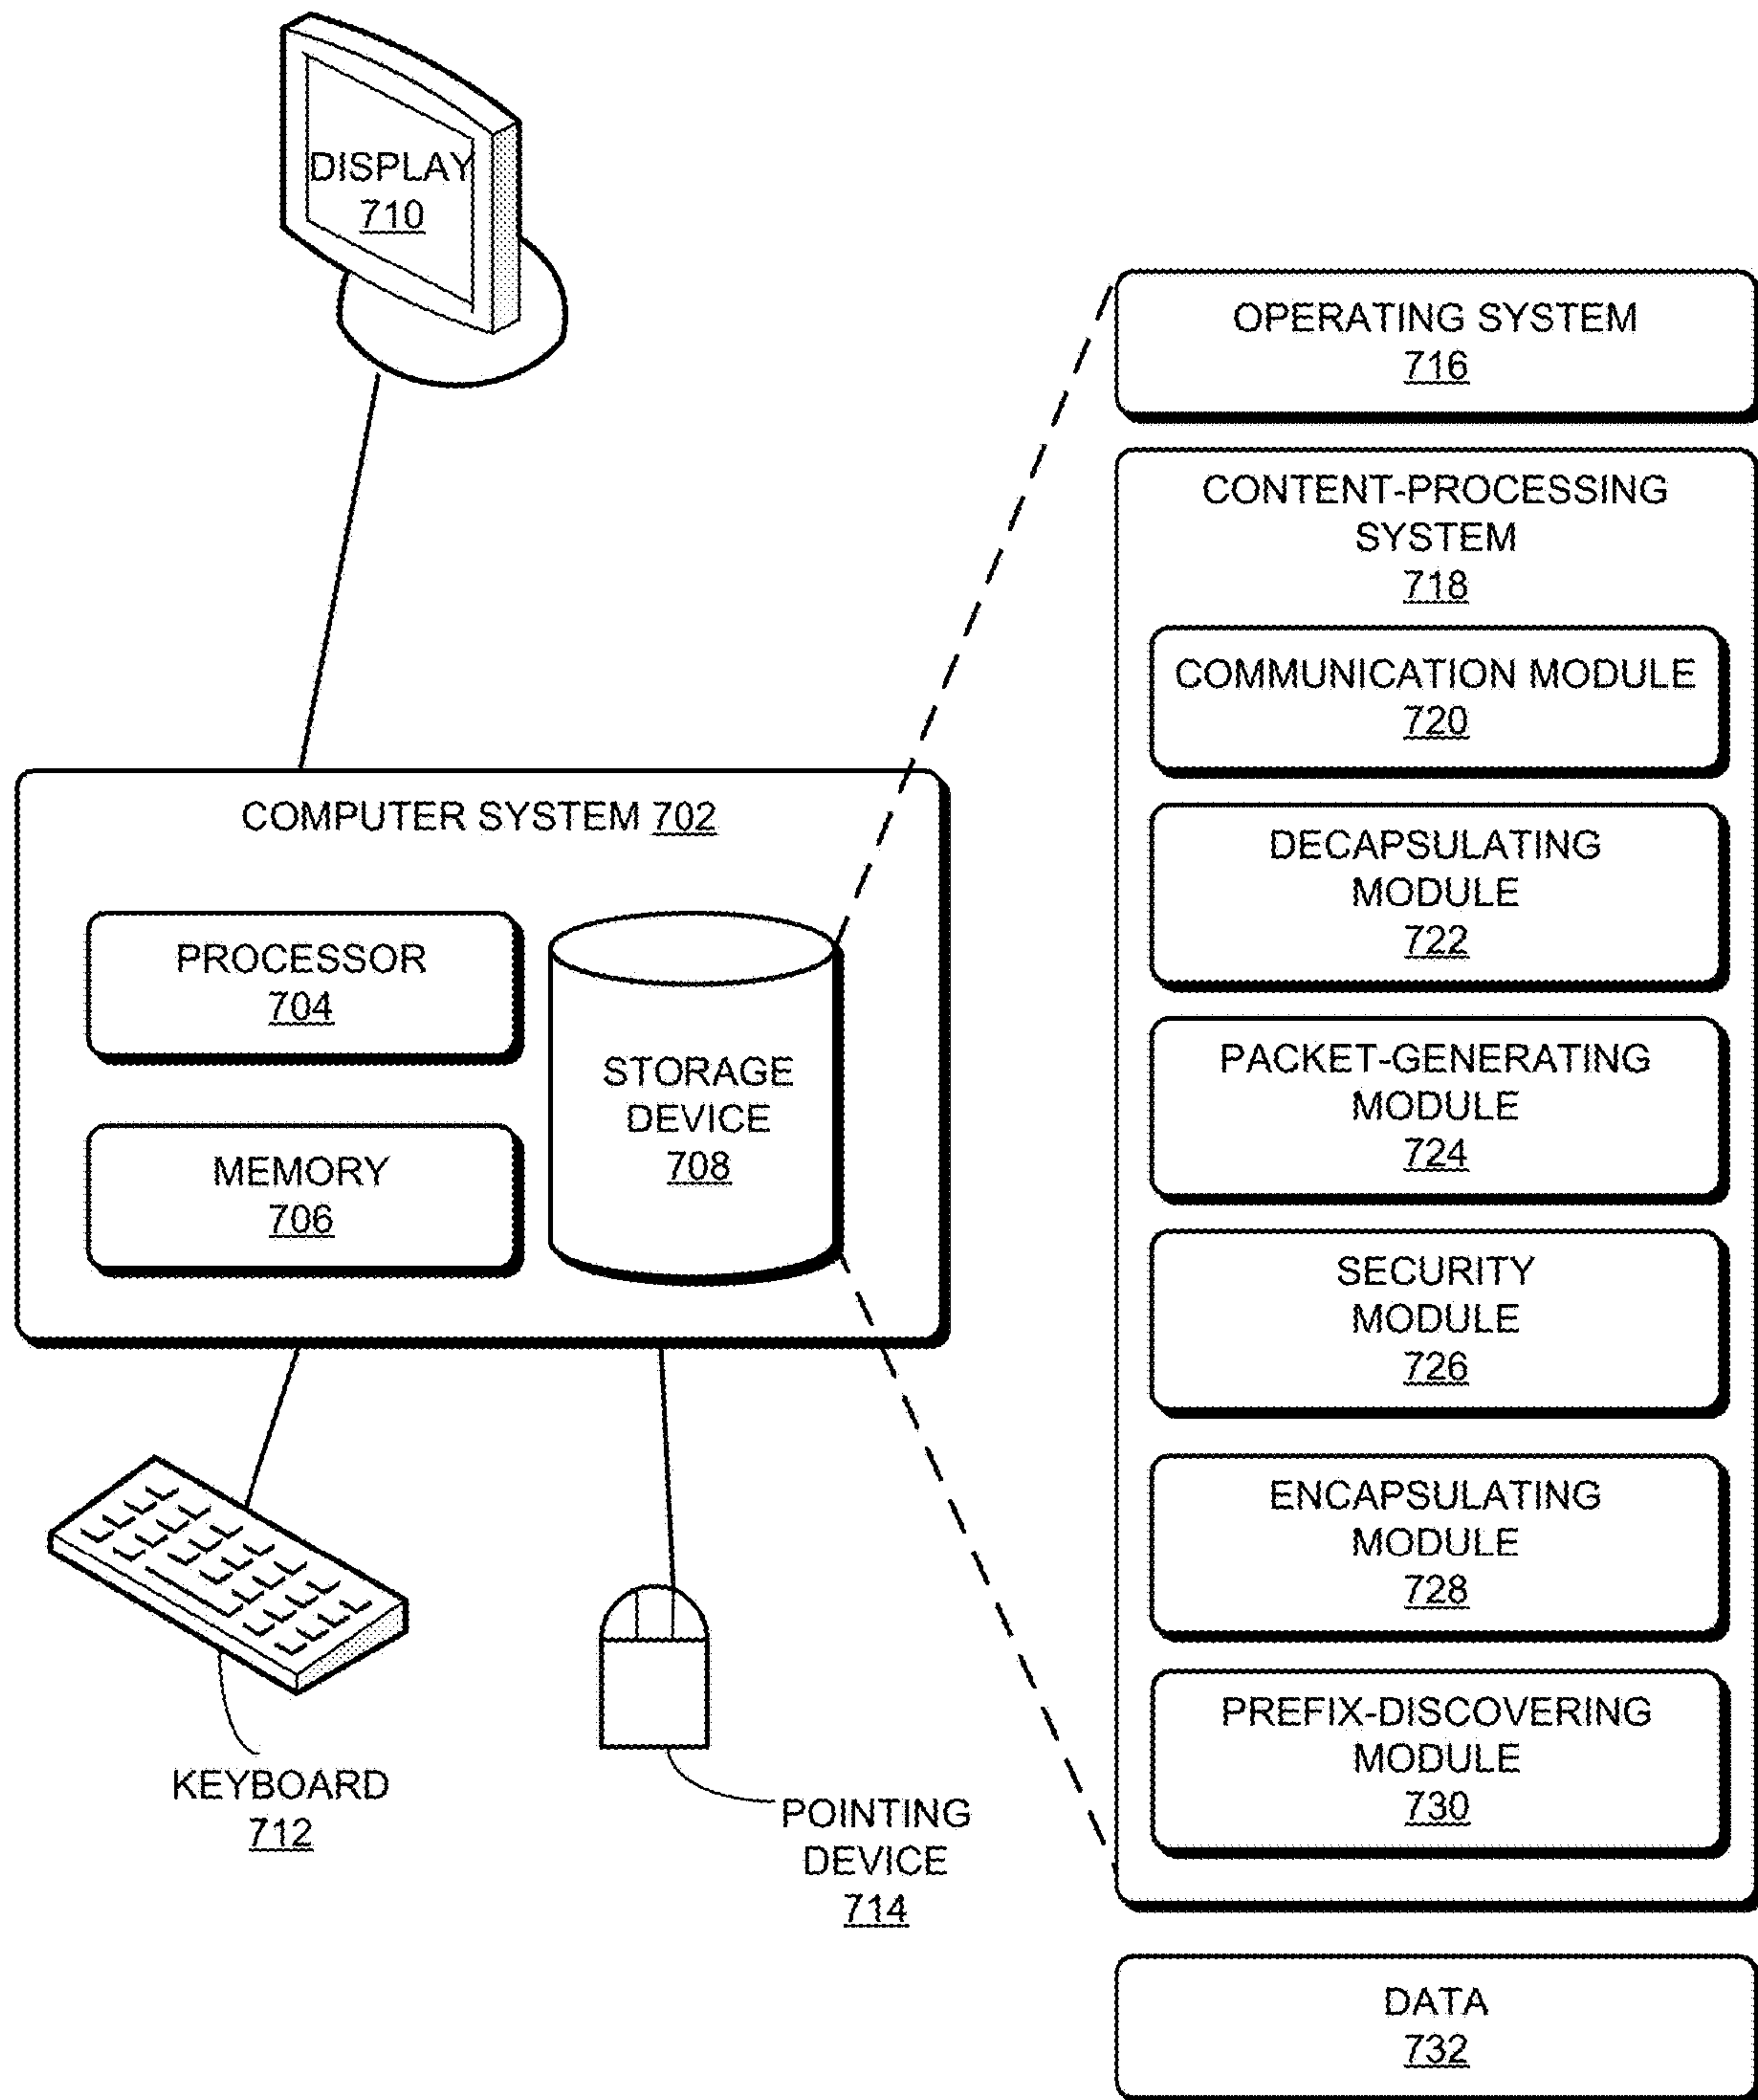 DISPLAY
710
OPERATING SYSTEM
716
CONTENT-PROCESSING
SYSTEM
718
COMMUNICATION MODULE
720
DECAPSULATING
MODULE
722
PACKET-GENERATING
MODULE
724
SECURITY
MODULE
726
ENCAPSULATING
MODULE
728
PREFIX-DISCOVERING
MODULE
730
DATA
732
COMPUTER SYSTEM 702
PROCESSOR
704
MEMORY
706
STORAGE
DEVICE
708
KEYBOARD
712
POINTING
DEVICE
714